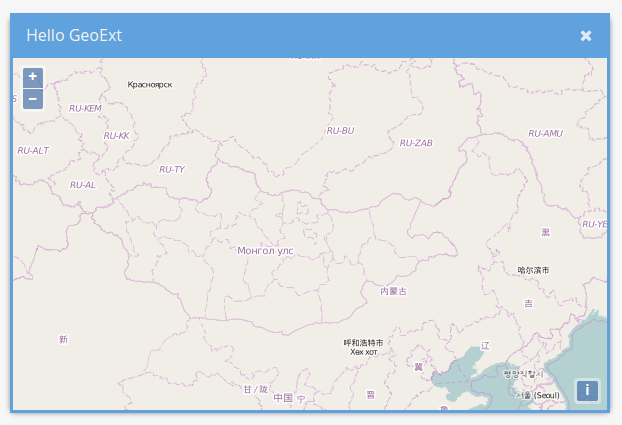 Hello GeoExt
+
−
Красноярск
RU-KEM
RU-KK
RU-BU
RU-ZAB
RU-AMU
RU-ALT
RU-TY
RU-AL
RU-YE
黑
Монгол улс
哈尔滨市
内蒙古
吉
新
呼和浩特市
Хөх хот
辽
冀
평양직할시
甘/陇
中国
宁
晋
서울 (Seoul)
i